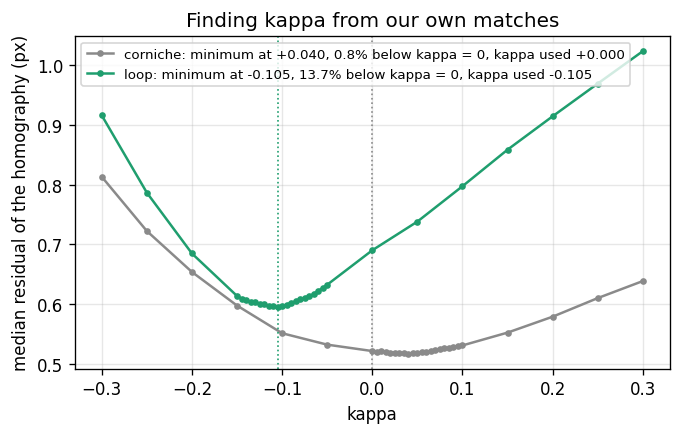 Finding kappa from our own matches
corniche: minimum at +0.040, 0.8% below kappa = 0, kappa used +0.000
loop: minimum at -0.105, 13.7% below kappa = 0, kappa used -0.105
median residual of the homography (px)
1.0
0.9
0.8
0.7
0.6
0.5
−0.3 −0.2 −0.1 0.0 0.1 0.2 0.3
kappa